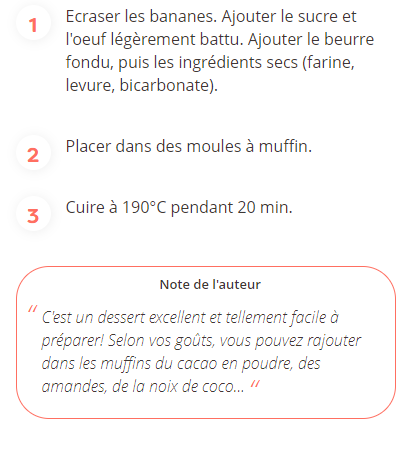 1 Ecraser les bananes. Ajouter le sucre et
l'oeuf légèrement battu. Ajouter le beurre
fondu, puis les ingrédients secs (farine,
levure, bicarbonate).
2 Placer dans des moules à muffin.
3 Cuire à 190°C pendant 20 min.
Note de l'auteur
“ C'est un dessert excellent et tellement facile à
préparer! Selon vos goûts, vous pouvez rajouter
dans les muffins du cacao en poudre, des
amandes, de la noix de coco... “